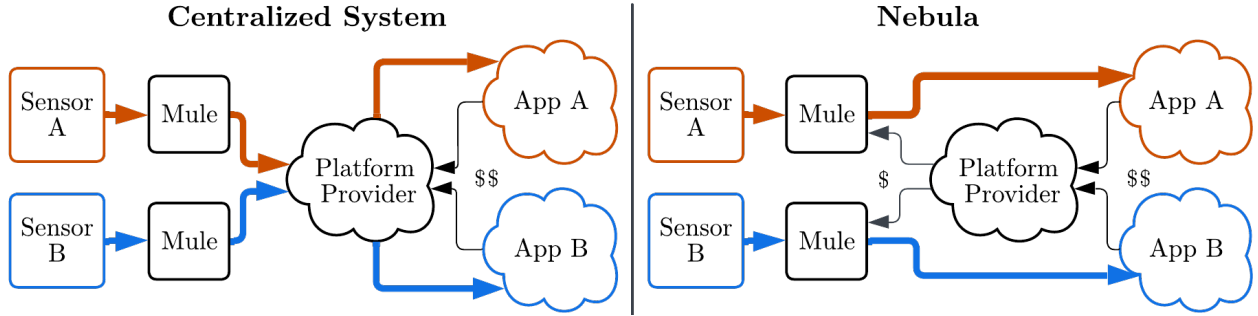 Centralized System
Sensor
A
Mule
Platform
Provider
App A
$$
Sensor
B
Mule
App B
Nebula
Sensor
A
Mule
App A
Platform
Provider
$
$$
Sensor
B
Mule
App B